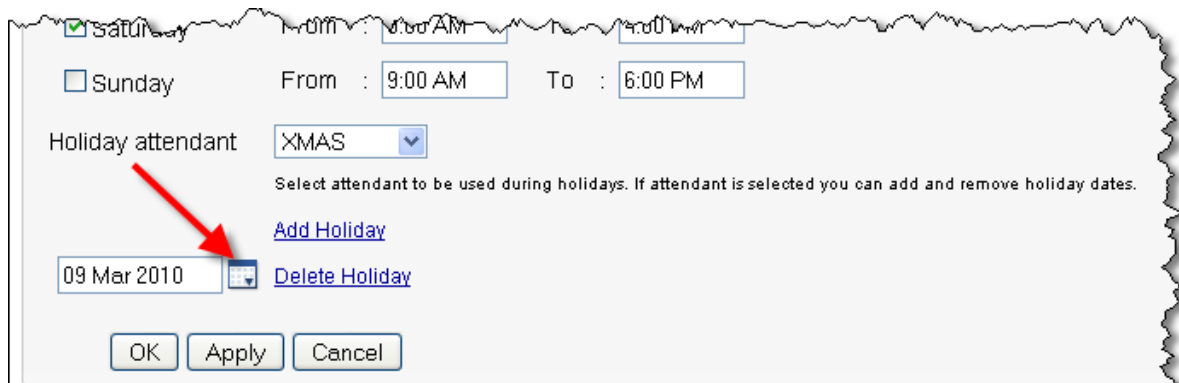 Saturday
Sunday From : 9:00 AM To : 6:00 PM
Holiday attendant XMAS
Select attendant to be used during holidays. If attendant is selected you can add and remove holiday dates.
Add Holiday
09 Mar 2010 Delete Holiday
OK Apply Cancel